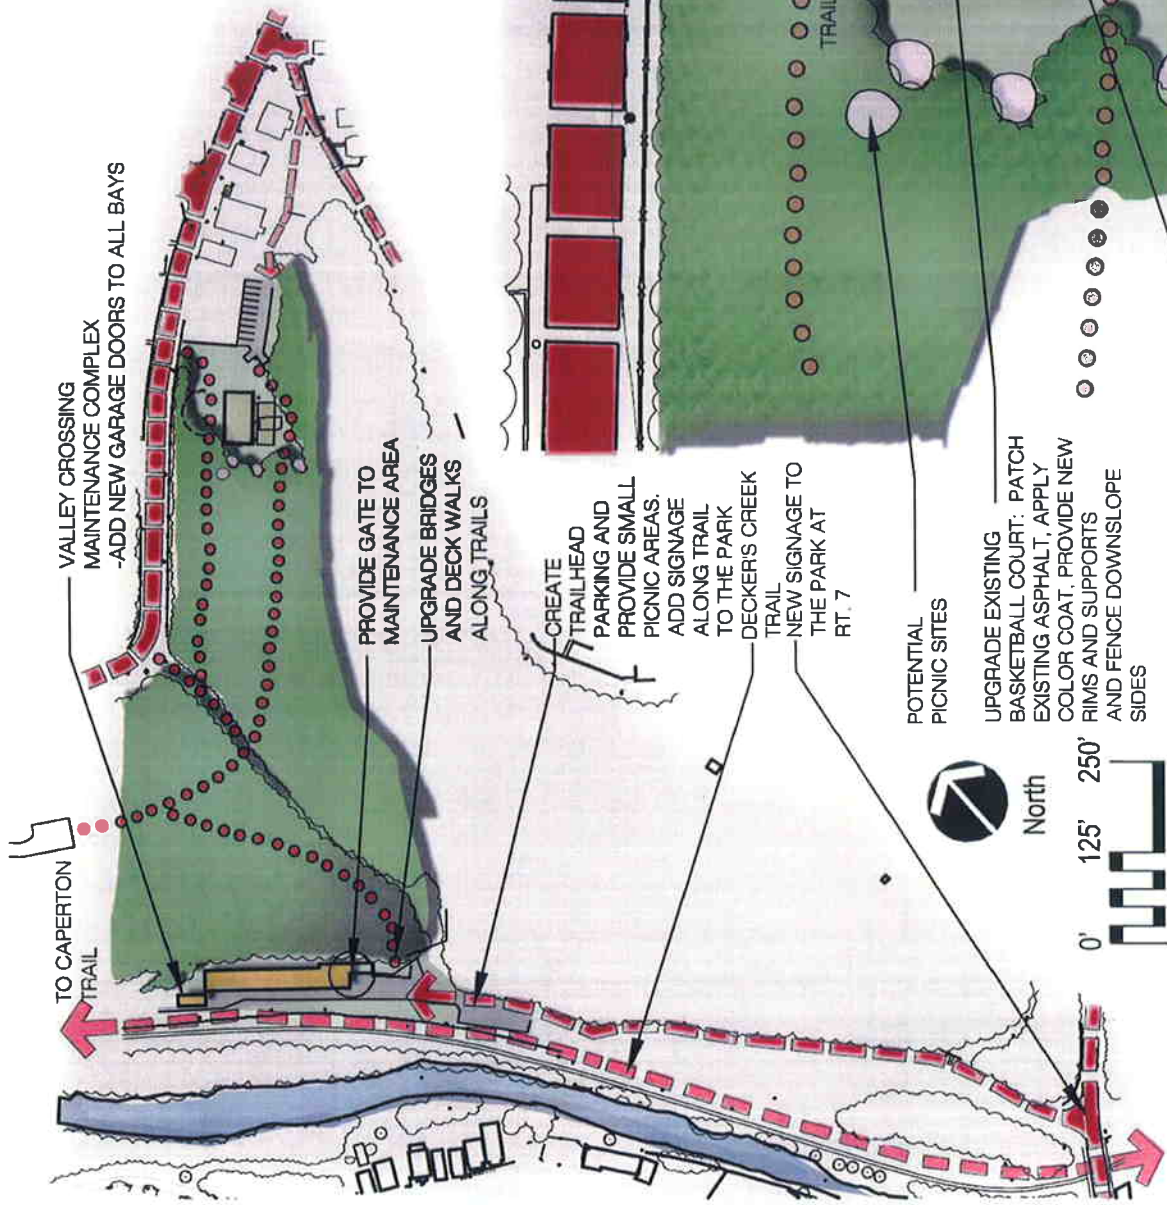 VALLEY CROSSING
MAINTENANCE COMPLEX
-ADD NEW GARAGE DOORS TO ALL BAYS
TO CAPERTON
TRAIL
PROVIDE GATE TO
MAINTENANCE AREA
UPGRADE BRIDGES
AND DECK WALKS
ALONG TRAILS
CREATE
TRAILHEAD
PARKING AND
PROVIDE SMALL
PICNIC AREAS.
ADD SIGNAGE
ALONG TRAIL
TO THE PARK
DECKER'S CREEK
TRAIL
NEW SIGNAGE TO
THE PARK AT
RT. 7
TRAIL
POTENTIAL
PICNIC SITES
UPGRADE EXISTING
BASKETBALL COURT: PATCH
EXISTING ASPHALT, APPLY
COLOR COAT, PROVIDE NEW
RIMS AND SUPPORTS
AND FENCE DOWNSLOPE
SIDES
North
0' 125' 250'